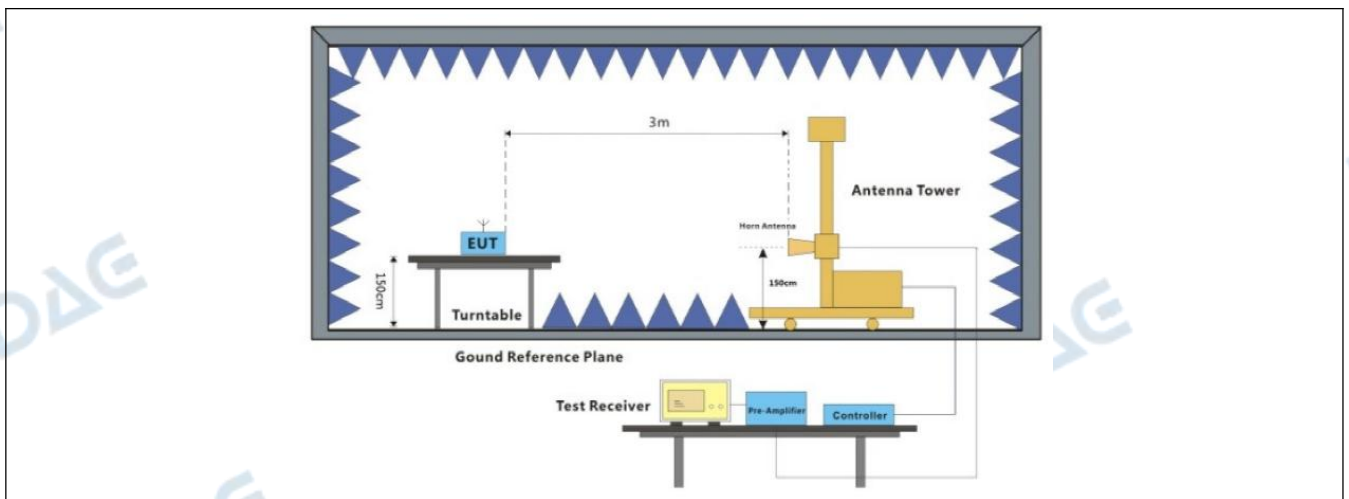 3m
Antenna Tower
Horn Antenna
EUT
150cm
150cm
Turntable
Gound Reference Plane
Test Receiver
Pre-Amplifier
Controller